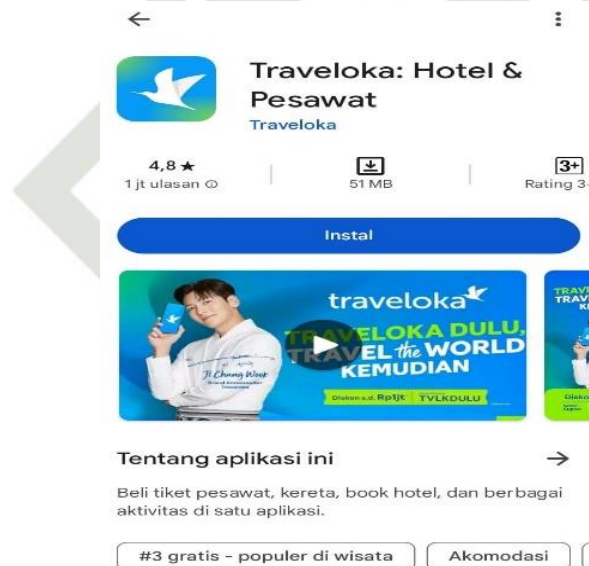 Traveloka: Hotel &
Pesawat
Traveloka
4,8 ★
1 jt ulasan
51 MB
3+
Rating 3
Instal
traveloka
TRAVELOKA DULU,
TRAVEL the WORLD
KEMUDIAN
Ji Chang Wook
Diskon s.d. Rp1jt TVLKDULU
Tentang aplikasi ini
Beli tiket pesawat, kereta, book hotel, dan berbagai
aktivitas di satu aplikasi.
#3 gratis - populer di wisata
Akomodasi